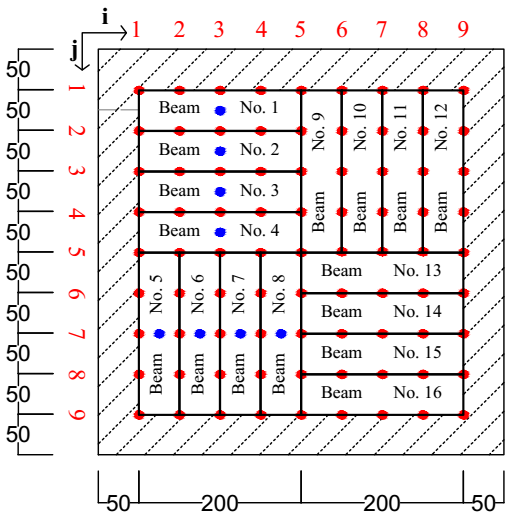 i
j
1 2 3 4 5 6 7 8 9
50
1
Beam No. 1
50
2
Beam No. 2
50
3
Beam No. 3
50
4
Beam No. 4
50
5
Beam No. 9
Beam No. 10
Beam No. 11
Beam No. 12
Beam No. 5
Beam No. 6
Beam No. 7
Beam No. 8
Beam No. 13
50
6
Beam No. 14
50
7
Beam No. 15
50
8
Beam No. 16
50
9
50
50 200 200 50